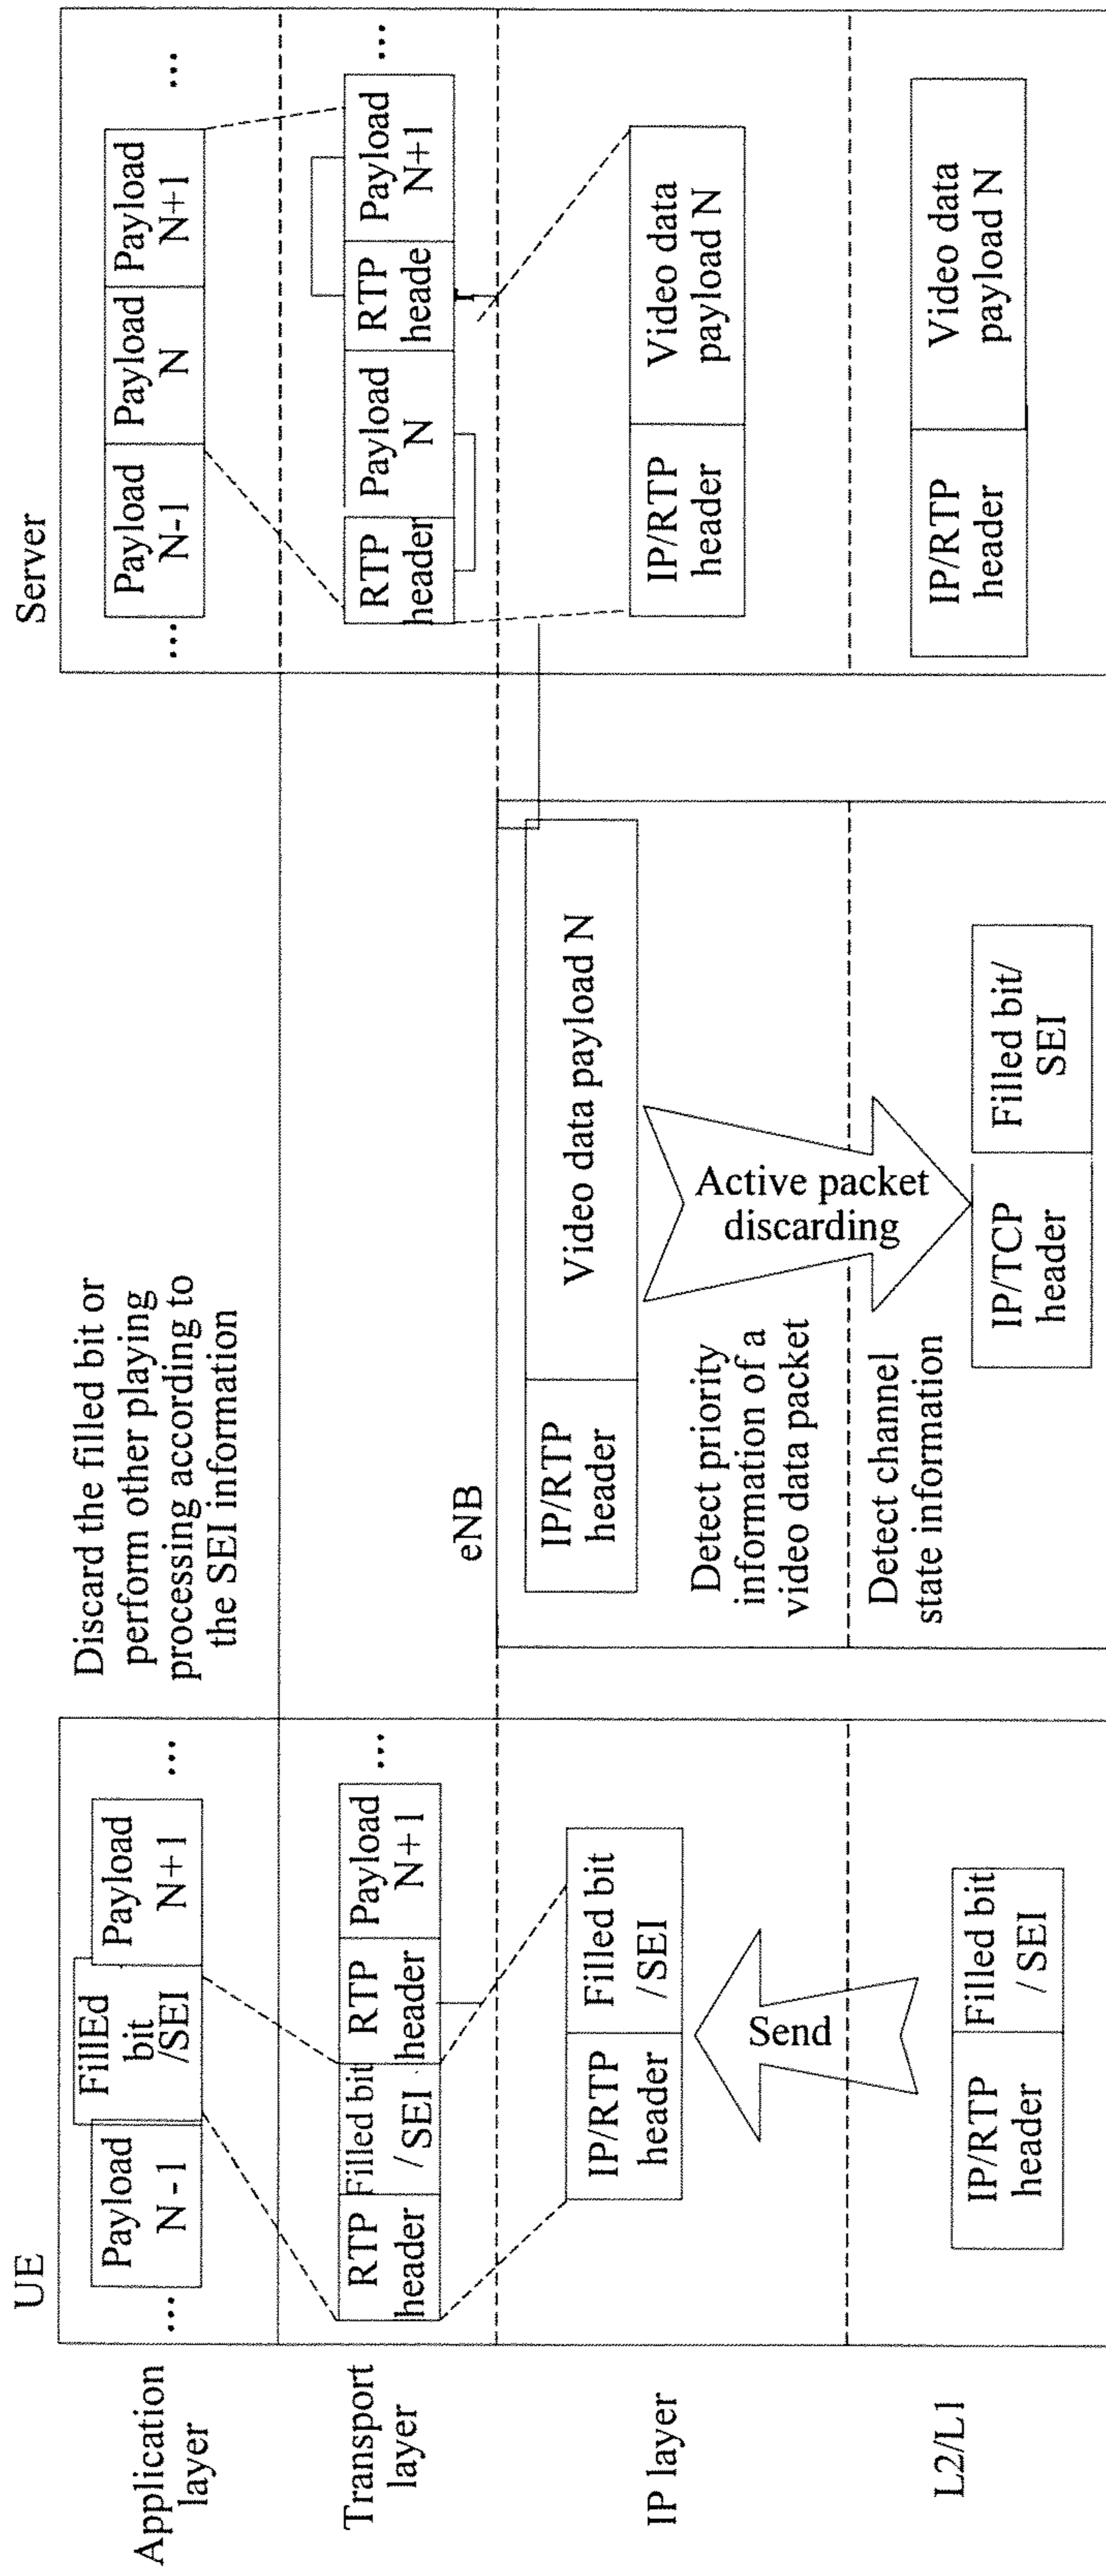 UE
Server
Application
layer
...
Payload
N-1
FillEd
bit
/SEI
Payload
N+1
...
Discard the filled bit or
perform other playing
processing according to
the SEI information
...
Payload
N-1
Payload
N
Payload
N+1
...
Transport
layer
RTP
header
Filled bit
/ SEI
RTP
header
Payload
N+1
...
RTP
header
Payload
N
RTP
heade
r
Payload
N+1
...
eNB
IP layer
IP/RTP
header
Filled bit
/ SEI
Send
IP/RTP
header
Video data payload N
Detect priority
information of a
video data packet
Active packet
discarding
IP/RTP
header
Video data
payload N
L2/L1
IP/RTP
header
Filled bit
/ SEI
Detect channel
state information
IP/TCP
header
Filled bit/
SEI
IP/RTP
header
Video data
payload N